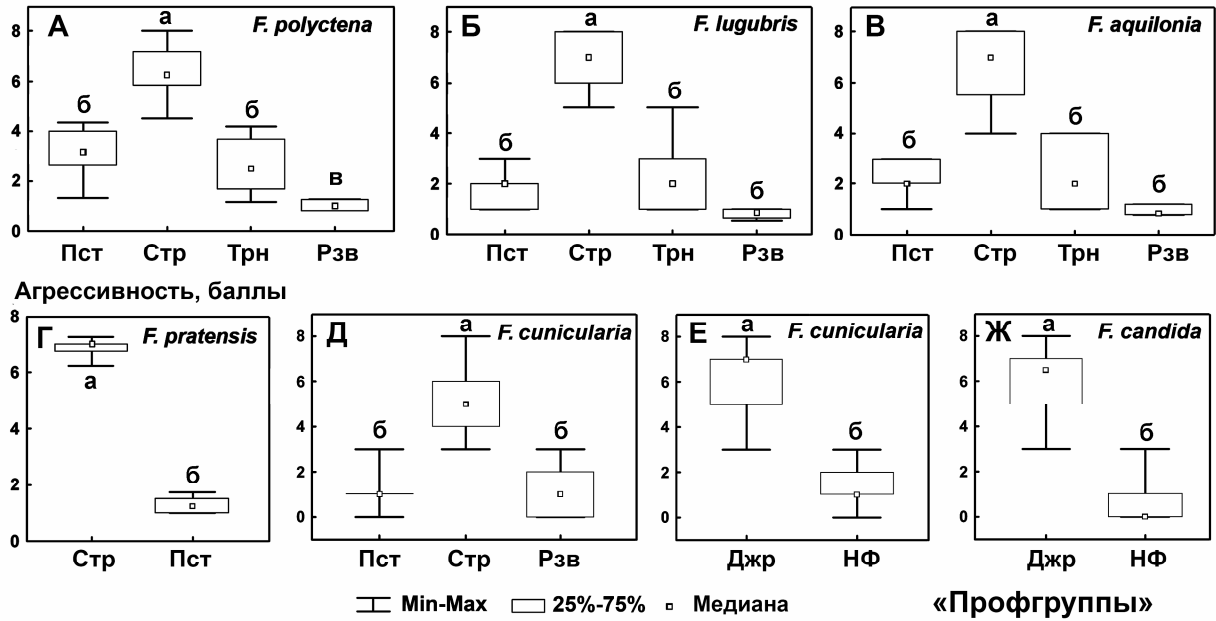 А F. polyctena
8
6
4
2
0
б а б в
Пст Стр Трн Рзв
Б F. lugubris
8
6
4
2
0
б а б б
Пст Стр Трн Рзв
В F. aquilonia
8
6
4
2
0
б а б б
Пст Стр Трн Рзв
Агрессивность, баллы
Г F. pratensis
8
6
4
2
0
а б
Стр Пст
Д F. cunicularia
8
6
4
2
0
б а б
Пст Стр Рзв
Е F. cunicularia
8
6
4
2
0
а б
Джр НФ
Ж F. candida
8
6
4
2
0
а б
Джр НФ
Min-Max 25%-75% Медиана «Профгруппы»